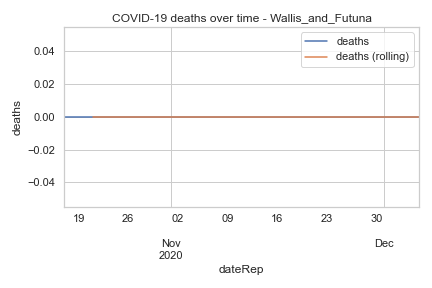 COVID-19 deaths over time - Wallis_and_Futuna
deaths
deaths (rolling)
deaths
0.04
0.02
0.00
−0.02
−0.04
19 26 02 09 16 23 30
Nov Dec
2020
dateRep